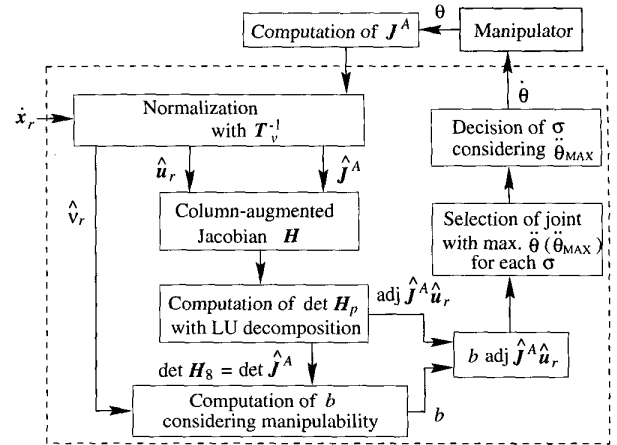 Computation of J^A
θ
Manipulator
θ̇
ẋ_r
Normalization
with T_v^-1
û_r
Ĵ^A
v̂_r
Column-augmented
Jacobian H
Computation of det H_p
with LU decomposition
adj Ĵ^A û_r
det H_8 = det Ĵ^A
Computation of b
considering manipulability
b
b adj Ĵ^A û_r
Selection of joint
with max. θ̈ (θ̈_MAX)
for each σ
Decision of σ
considering θ̈_MAX